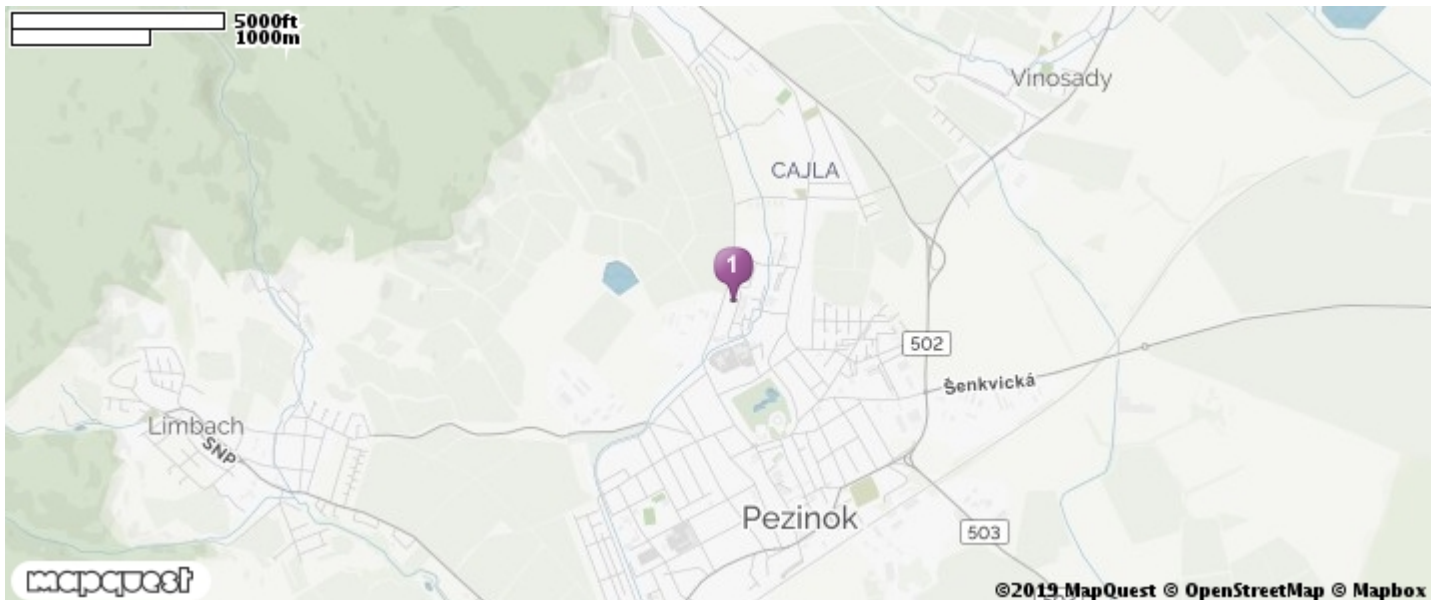 5000ft
1000m
Vinosady
CAJLA
1
502
Šenkvická
Limbach
SNP
Pezinok
503
mapquest
©2019 MapQuest © OpenStreetMap © Mapbox